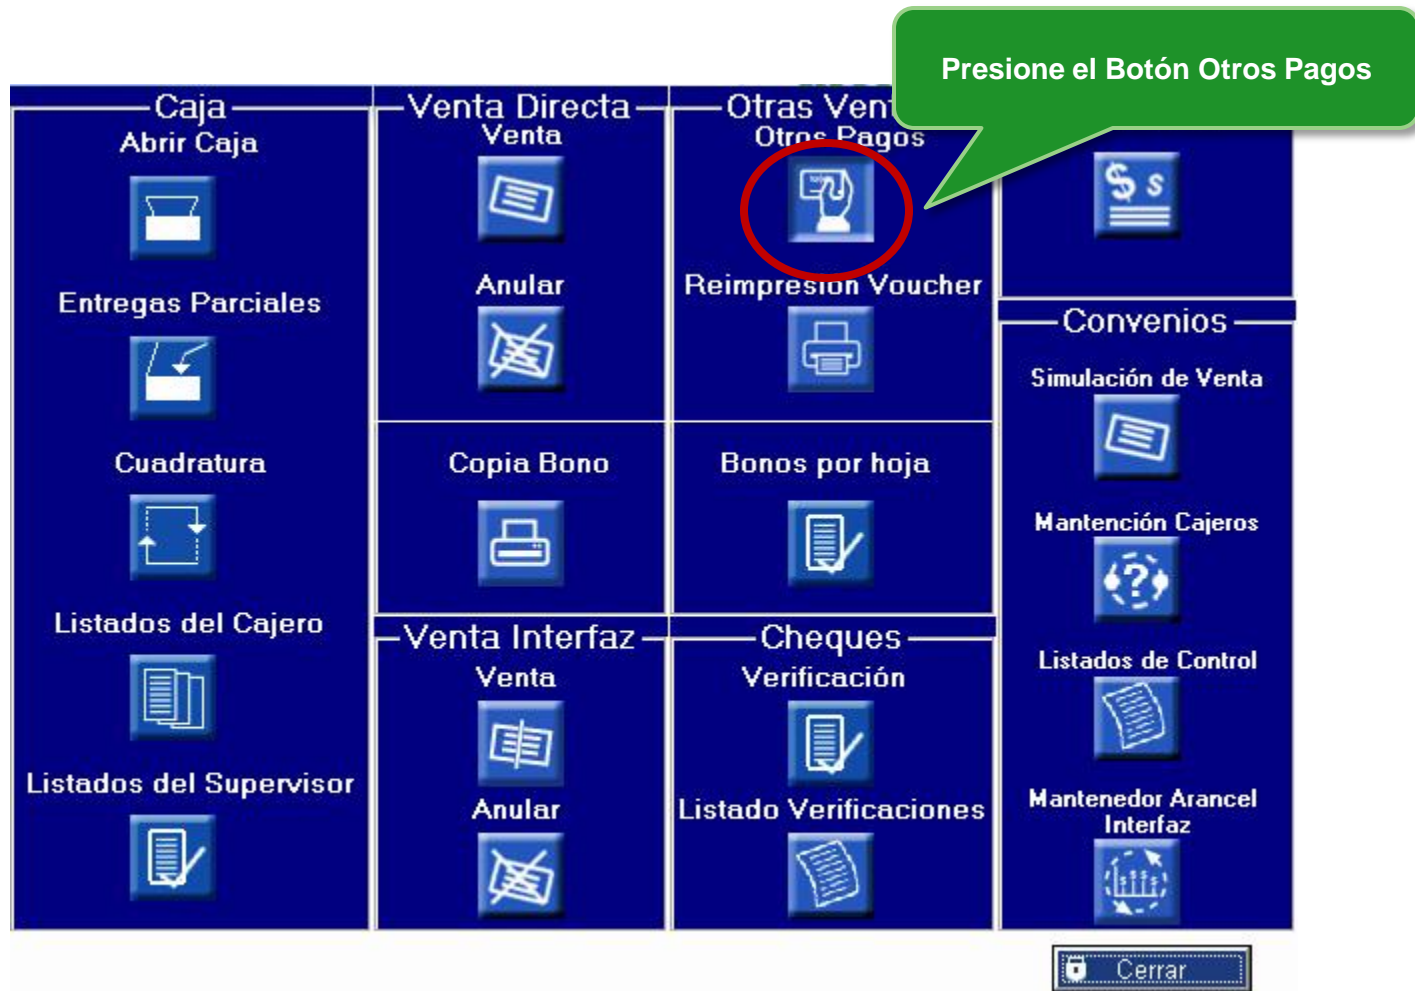 Presione el Botón Otros Pagos
Caja
Abrir Caja
Entregas Parciales
Cuadratura
Listados del Cajero
Listados del Supervisor
Venta Directa
Venta
Anular
Copia Bono
Venta Interfaz
Venta
Anular
Otras Vent
Otros Pagos
Reimpresión Voucher
Bonos por hoja
Cheques
Verificación
Listado Verificaciones
$ s
Convenios
Simulación de Venta
Mantención Cajeros
?
Listados de Control
Mantenedor Arancel
Interfaz
Cerrar